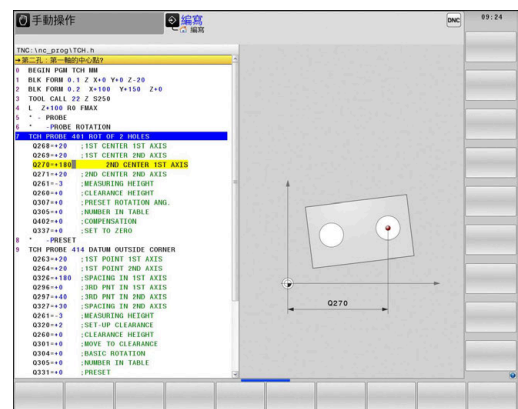 手動操作
編寫
編寫
DNC
09:24
TNC:\nc_prog\TCH.h
→第二孔：第一軸的中心點?
0 BEGIN PGM TCH MM
1 BLK FORM 0.1 Z X+0 Y+0 Z-20
2 BLK FORM 0.2 X+100 Y+150 Z+0
3 TOOL CALL 22 Z S250
4 L Z+100 R0 FMAX
5 * - PROBE
6 * -PROBE ROTATION
7 TCH PROBE 401 ROT OF 2 HOLES
Q268=+20 ;1ST CENTER 1ST AXIS
Q269=+20 ;1ST CENTER 2ND AXIS
Q270=+180 2ND CENTER 1ST AXIS
Q271=+20 ;2ND CENTER 2ND AXIS
Q261=-3 ;MEASURING HEIGHT
Q260=+0 ;CLEARANCE HEIGHT
Q307=+0 ;PRESET ROTATION ANG.
Q305=+0 ;NUMBER IN TABLE
Q402=+0 ;COMPENSATION
Q337=+0 ;SET TO ZERO
8 * -PRESET
9 TCH PROBE 414 DATUM OUTSIDE CORNER
Q263=+20 ;1ST POINT 1ST AXIS
Q264=+20 ;1ST POINT 2ND AXIS
Q326=+180 ;SPACING IN 1ST AXIS
Q296=+0 ;3RD PNT IN 1ST AXIS
Q297=+40 ;3RD PNT IN 2ND AXIS
Q327=+30 ;SPACING IN 2ND AXIS
Q261=-3 ;MEASURING HEIGHT
Q320=+2 ;SET-UP CLEARANCE
Q260=+0 ;CLEARANCE HEIGHT
Q301=+0 ;MOVE TO CLEARANCE
Q304=+0 ;BASIC ROTATION
Q305=+0 ;NUMBER IN TABLE
Q331=+0 ;PRESET
Q270